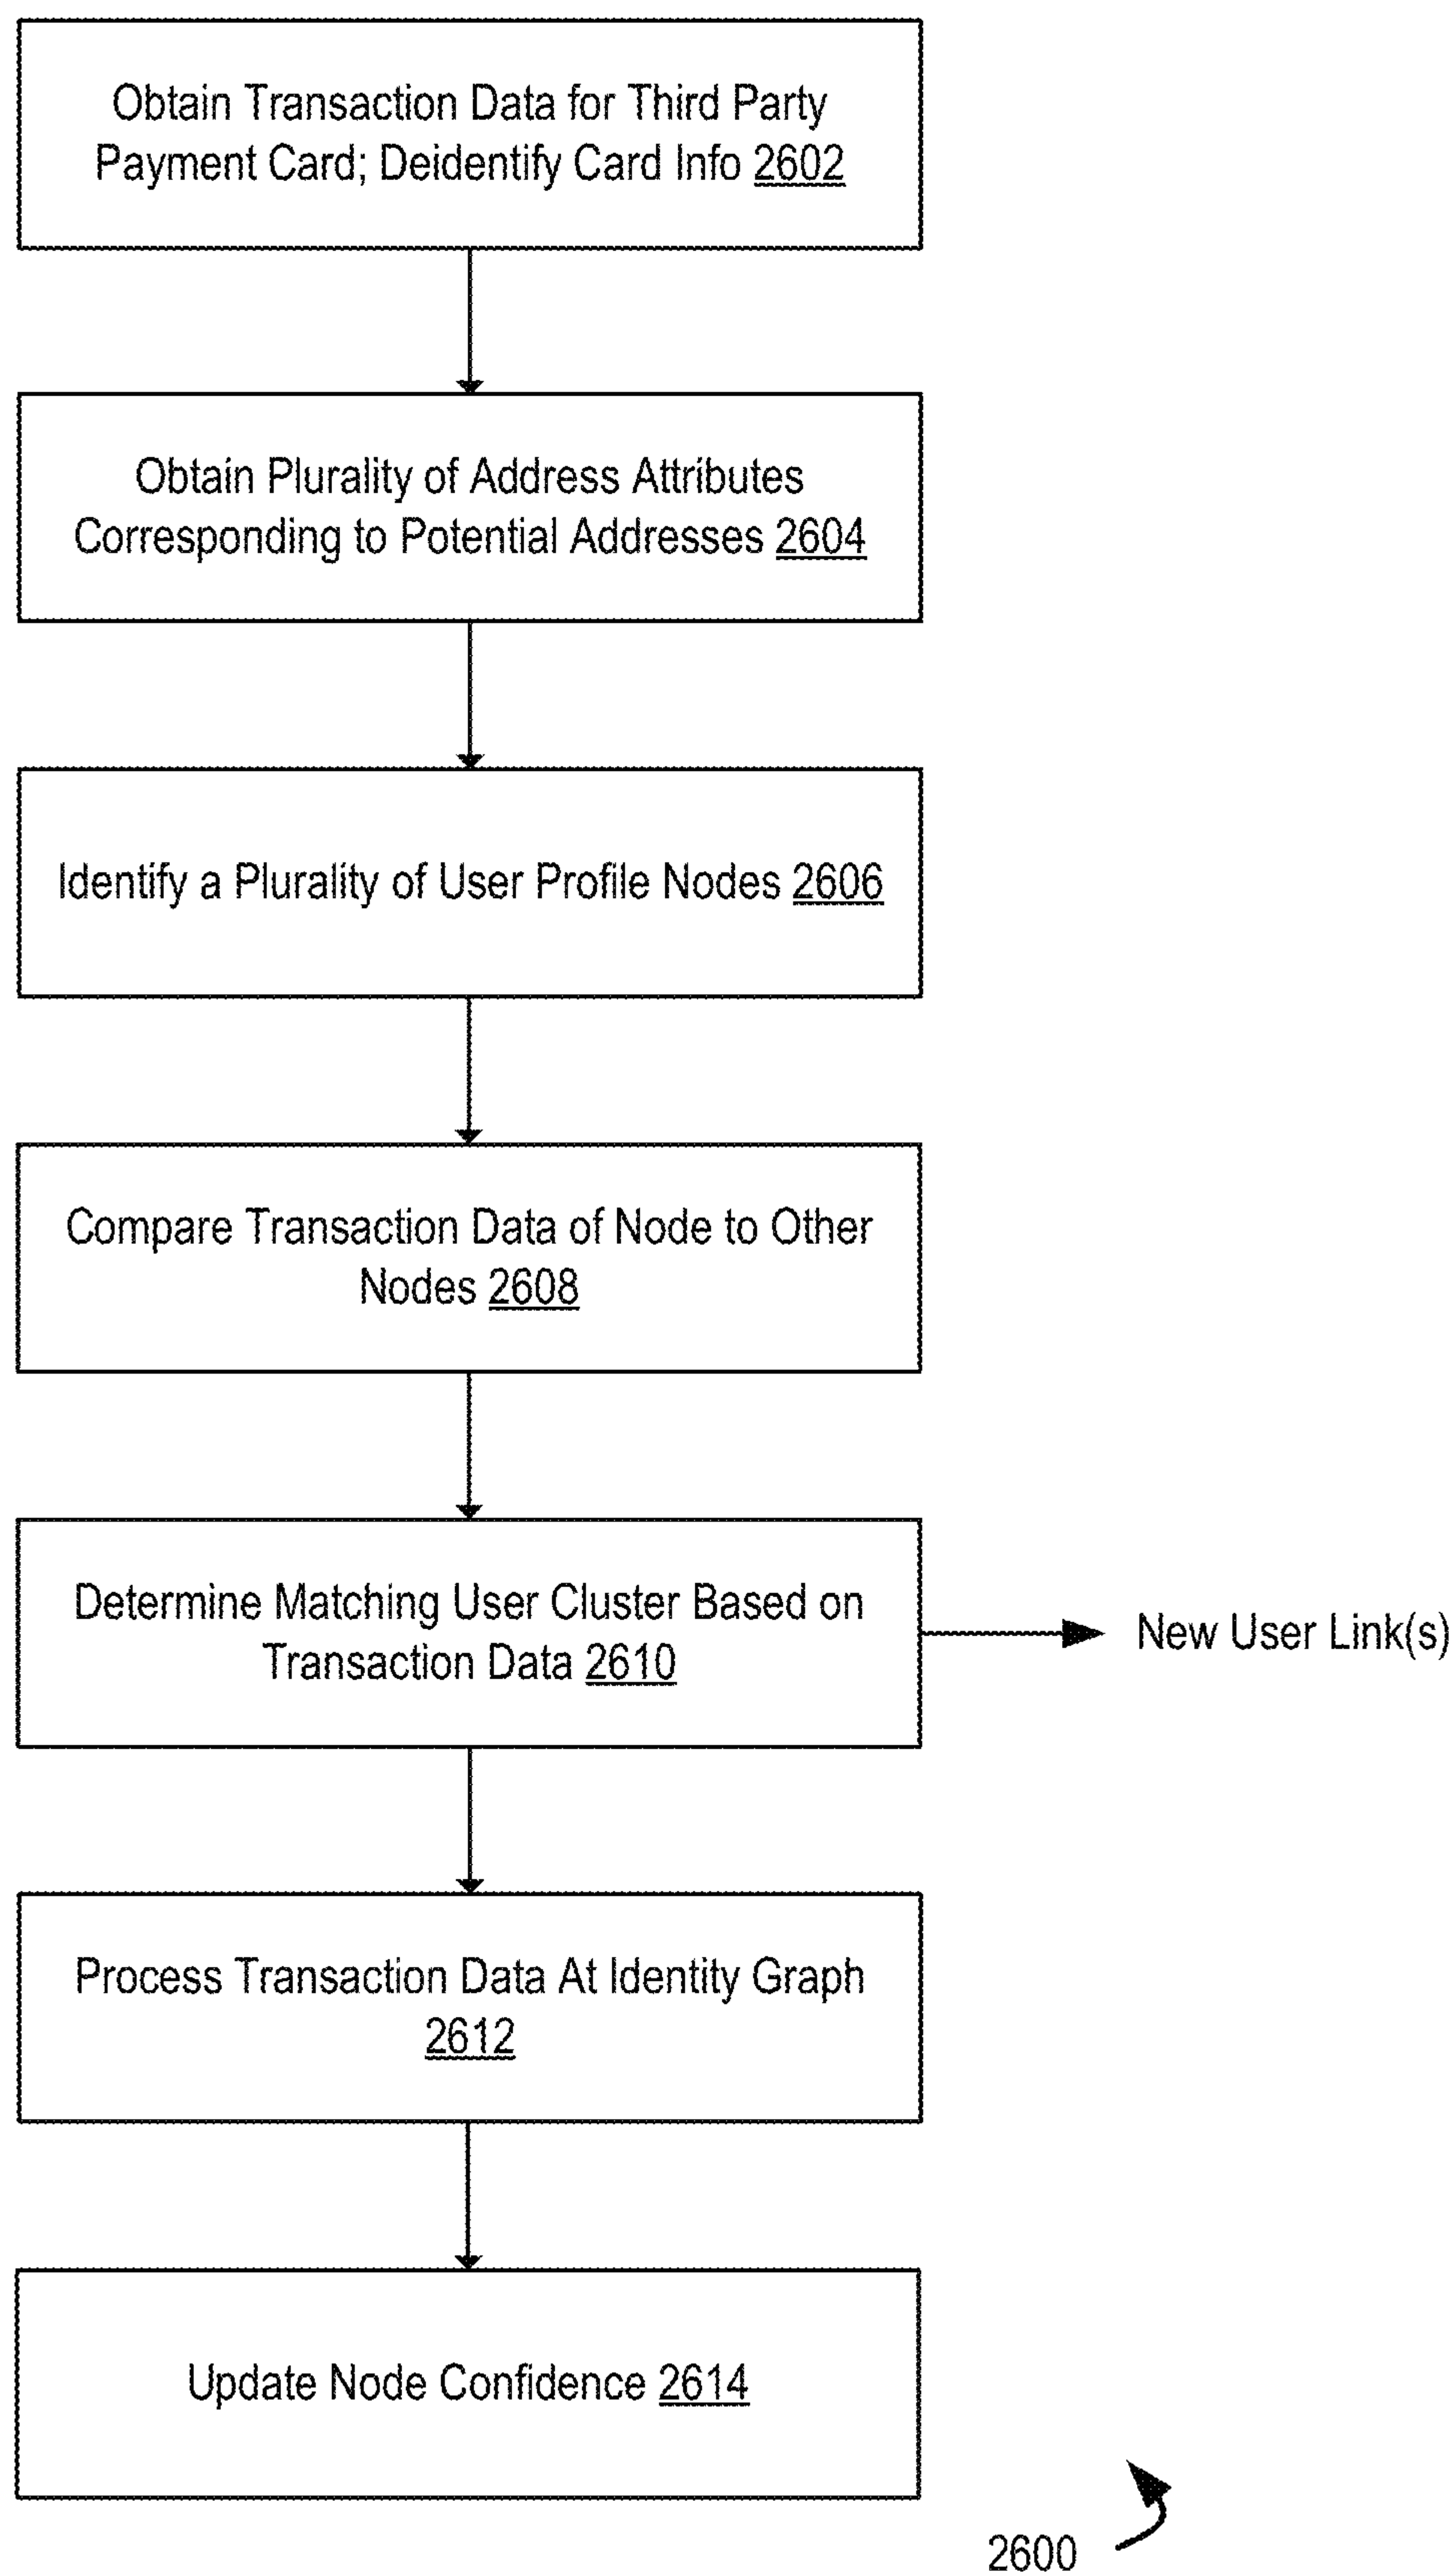 Obtain Transaction Data for Third Party
Payment Card; Deidentify Card Info 2602
Obtain Plurality of Address Attributes
Corresponding to Potential Addresses 2604
Identify a Plurality of User Profile Nodes 2606
Compare Transaction Data of Node to Other
Nodes 2608
Determine Matching User Cluster Based on
Transaction Data 2610
New User Link(s)
Process Transaction Data At Identity Graph
2612
Update Node Confidence 2614
2600